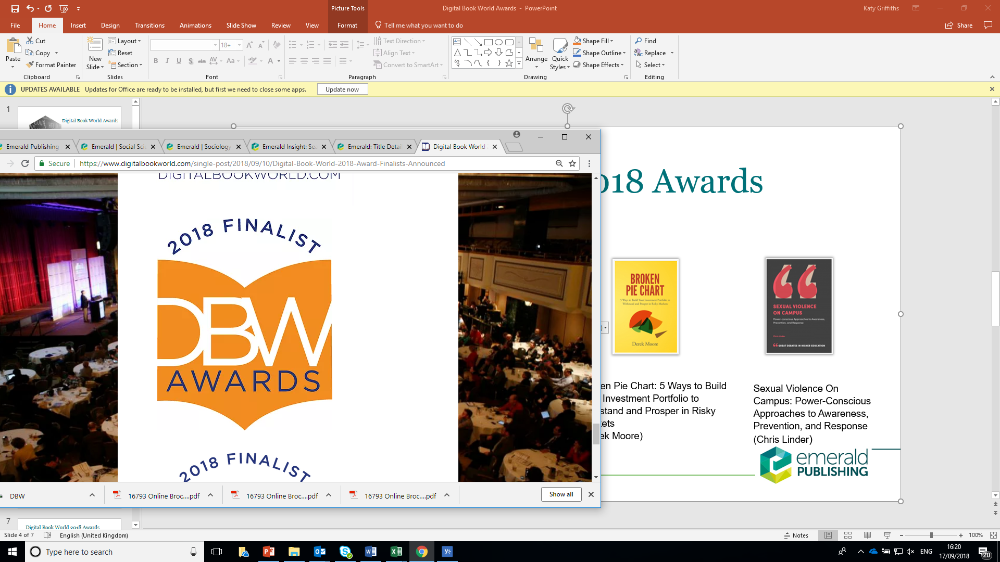 Picture Tools
Digital Book World Awards - PowerPoint
Katy Griffiths
File
Home
Insert
Design
Transitions
Animations
Slide Show
Review
View
Format
Tell me what you want to do
Share
Paste
Cut
Copy
Format Painter
Clipboard
New
Slide
Layout
Reset
Section
Slides
18+
B I U S abc AV Aa A
Font
Text Direction
Align Text
Convert to SmartArt
Paragraph
Arrange
Quick
Styles
Shape Fill
Shape Outline
Shape Effects
Drawing
Find
Replace
Select
Editing
UPDATES AVAILABLE Updates for Office are ready to be installed, but first we need to close some apps.
Update now
1
Digital Book World Awards
Emerald Publishing
Emerald | Social Scie
Emerald | Sociology
Emerald Insight: Sea
Emerald: Title Detail
Digital Book World
Secure
https://www.digitalbookworld.com/single-post/2018/09/10/Digital-Book-World-2018-Award-Finalists-Announced
DIGITALBOOKWORLD.COM
2018 FINALIST
DBW
AWARDS
2018 FINALIST
018 Awards
BROKEN
PIE CHART
5 Ways to Build Your Investment Portfolio to
Withstand and Prosper in Risky Markets
Derek Moore
SEXUAL VIOLENCE
ON CAMPUS
Power-conscious Approaches to Awareness,
Prevention, and Response
Chris Linder
GREAT DEBATES IN HIGHER EDUCATION
en Pie Chart: 5 Ways to Build
Investment Portfolio to
stand and Prosper in Risky
kets
ek Moore)
Sexual Violence On
Campus: Power-Conscious
Approaches to Awareness,
Prevention, and Response
(Chris Linder)
emerald
PUBLISHING
DBW
16793 Online Broc....pdf
16793 Online Broc....pdf
16793 Online Broc....pdf
Show all
7
Digital Book World 2018 Awards
Slide 4 of 7
English (United Kingdom)
Notes
100%
Type here to search
ENG
16:20
17/09/2018
20